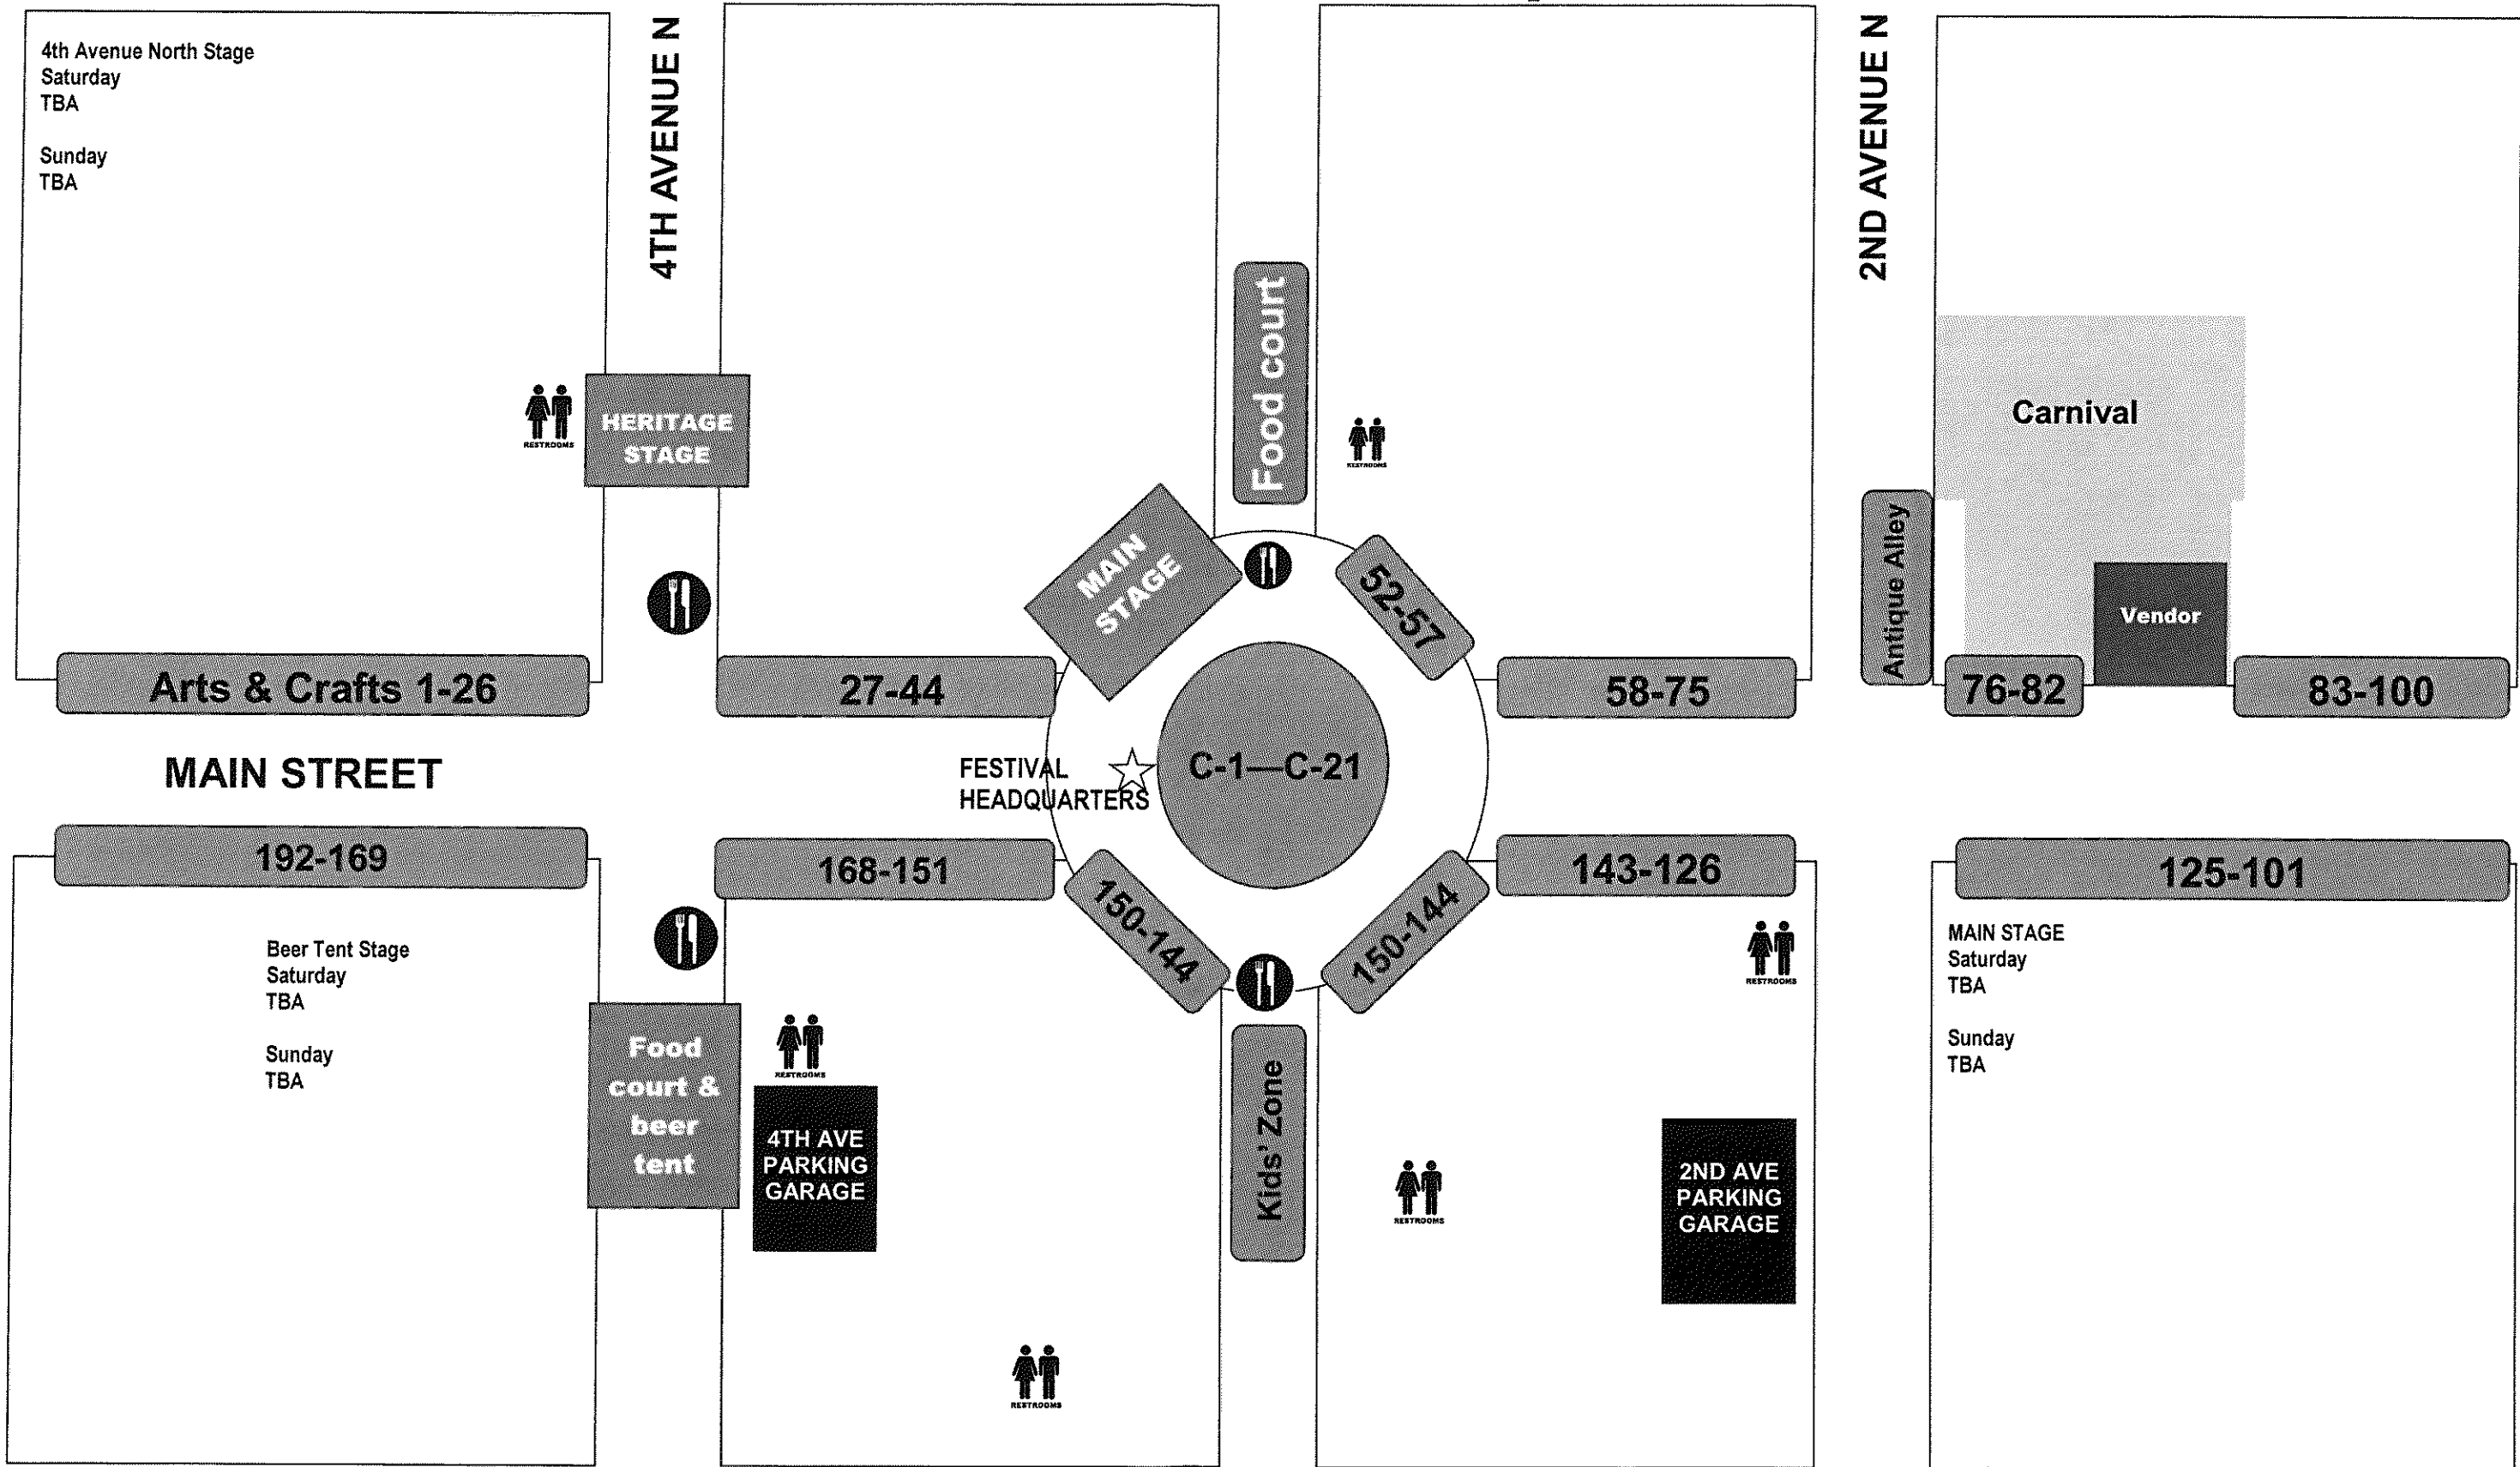 4th Avenue North Stage
Saturday
TBA
Sunday
TBA
4TH AVENUE N
2ND AVENUE N
Food court
HERITAGE
STAGE
RESTROOMS
RESTROOMS
Carnival
MAIN
STAGE
52-57
Antique Alley
Vendor
Arts & Crafts 1-26
27-44
58-75
76-82
83-100
MAIN STREET
FESTIVAL
HEADQUARTERS
C-1—C-21
192-169
168-151
150-144
150-144
143-126
125-101
Beer Tent Stage
Saturday
TBA
Sunday
TBA
MAIN STAGE
Saturday
TBA
Sunday
TBA
RESTROOMS
Food
court &
beer
tent
RESTROOMS
4TH AVE
PARKING
GARAGE
Kids' Zone
RESTROOMS
2ND AVE
PARKING
GARAGE
RESTROOMS